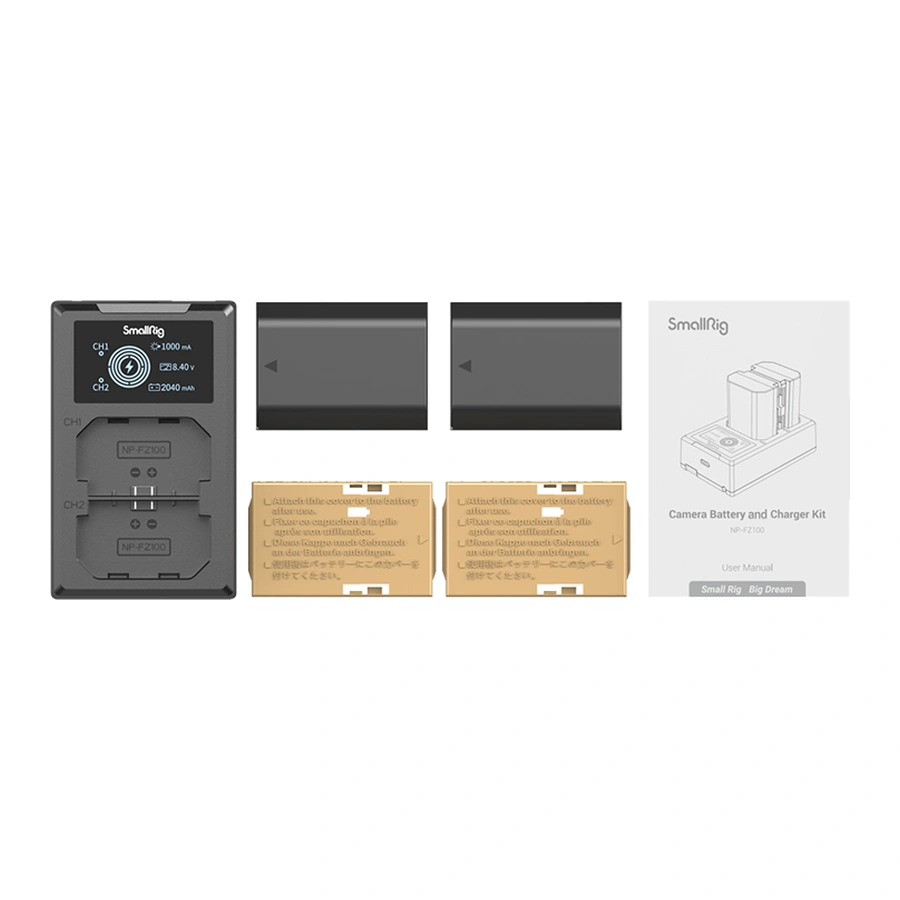 SmallRig
CH1
1000 mA
8.40 V
CH2
2040 mAh
CH1
NP-FZ100
CH2
NP-FZ100
Attach this cover to the battery
after use.
Fixer ce capuchon à la pile
après son utilisation.
Diese Kappe nach Gebrauch
an der Batterie anbringen.
使用後はバッテリーにこのカバーを
付けてください。
Attach this cover to the battery
after use.
Fixer ce capuchon à la pile
après son utilisation.
Diese Kappe nach Gebrauch
an der Batterie anbringen.
使用後はバッテリーにこのカバーを
付けてください。
SmallRig
Camera Battery and Charger Kit
NP-FZ100
User Manual
Small Rig Big Dream